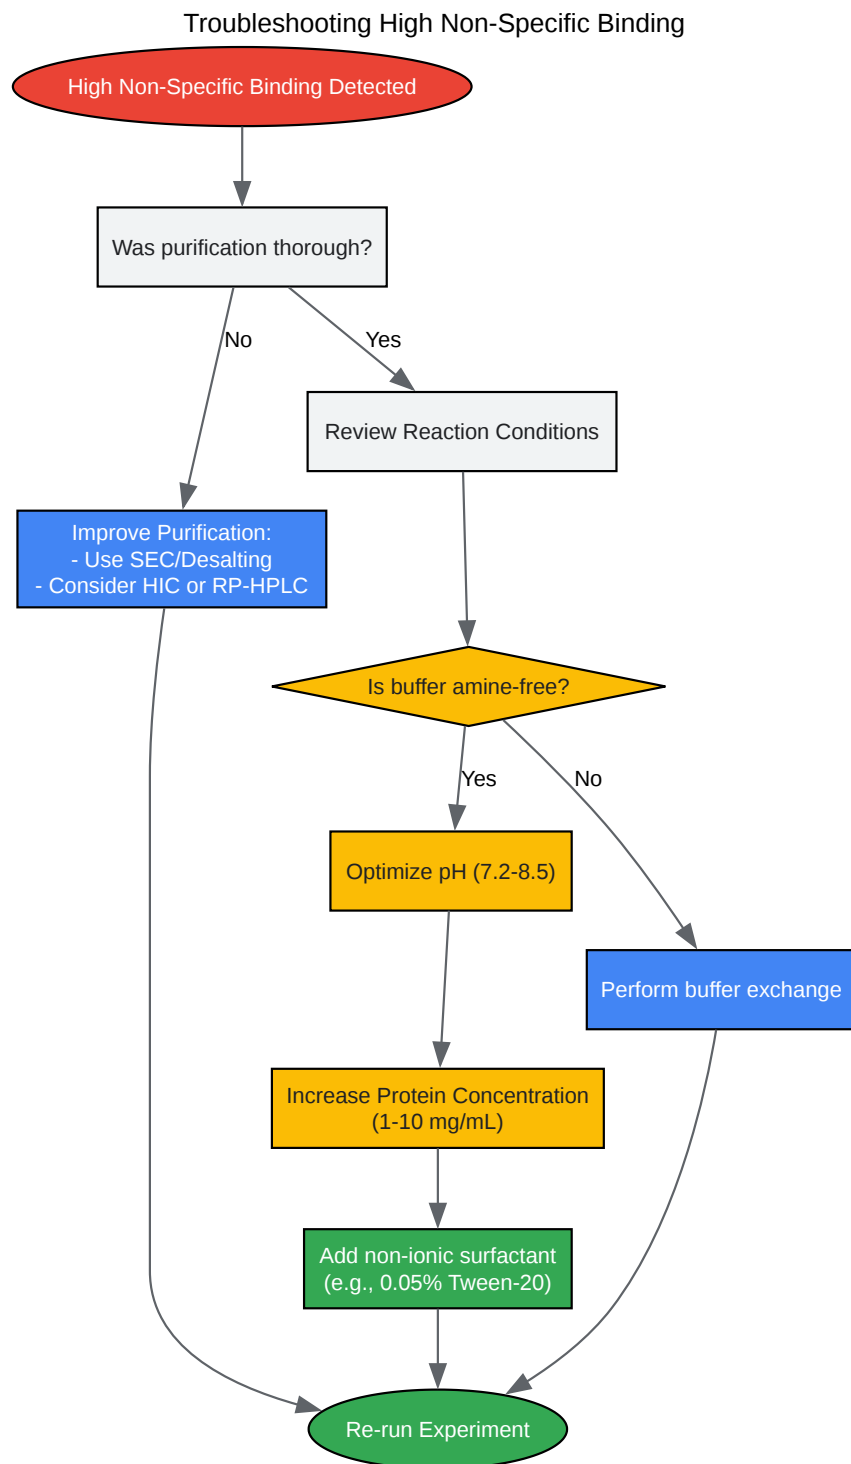 Troubleshooting High Non-Specific Binding
High Non-Specific Binding Detected
Was purification thorough?
No
Yes
Review Reaction Conditions
Improve Purification:
- Use SEC/Desalting
- Consider HIC or RP-HPLC
Is buffer amine-free?
Yes
No
Optimize pH (7.2-8.5)
Perform buffer exchange
Increase Protein Concentration
(1-10 mg/mL)
Add non-ionic surfactant
(e.g., 0.05% Tween-20)
Re-run Experiment